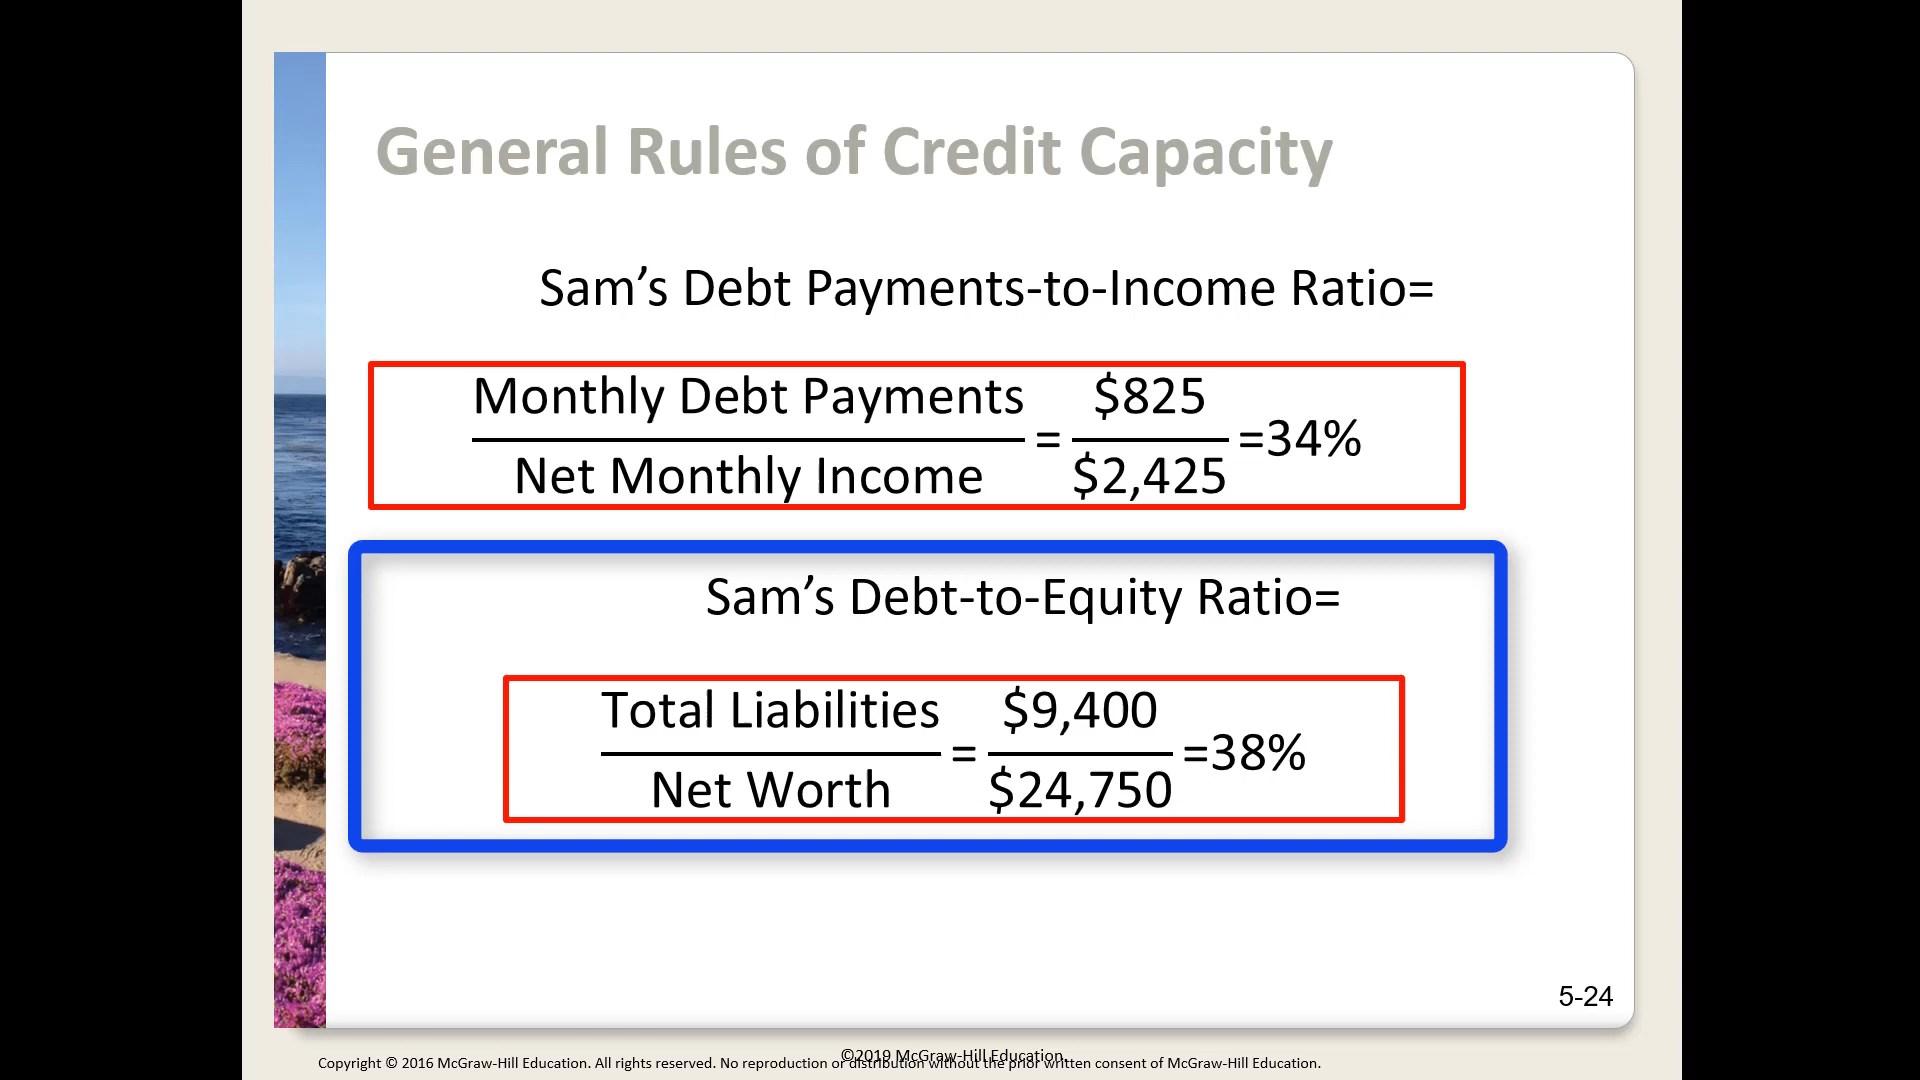 General Rules of Credit Capacity
Sam’s Debt Payments-to-Income Ratio=
Monthly Debt Payments
Net Monthly Income
=
$825
$2,425
=34%
Sam’s Debt-to-Equity Ratio=
Total Liabilities
Net Worth
=
$9,400
$24,750
=38%
5-24
©2019 McGraw-Hill Education.
Copyright © 2016 McGraw-Hill Education. All rights reserved. No reproduction or distribution without the prior written consent of McGraw-Hill Education.